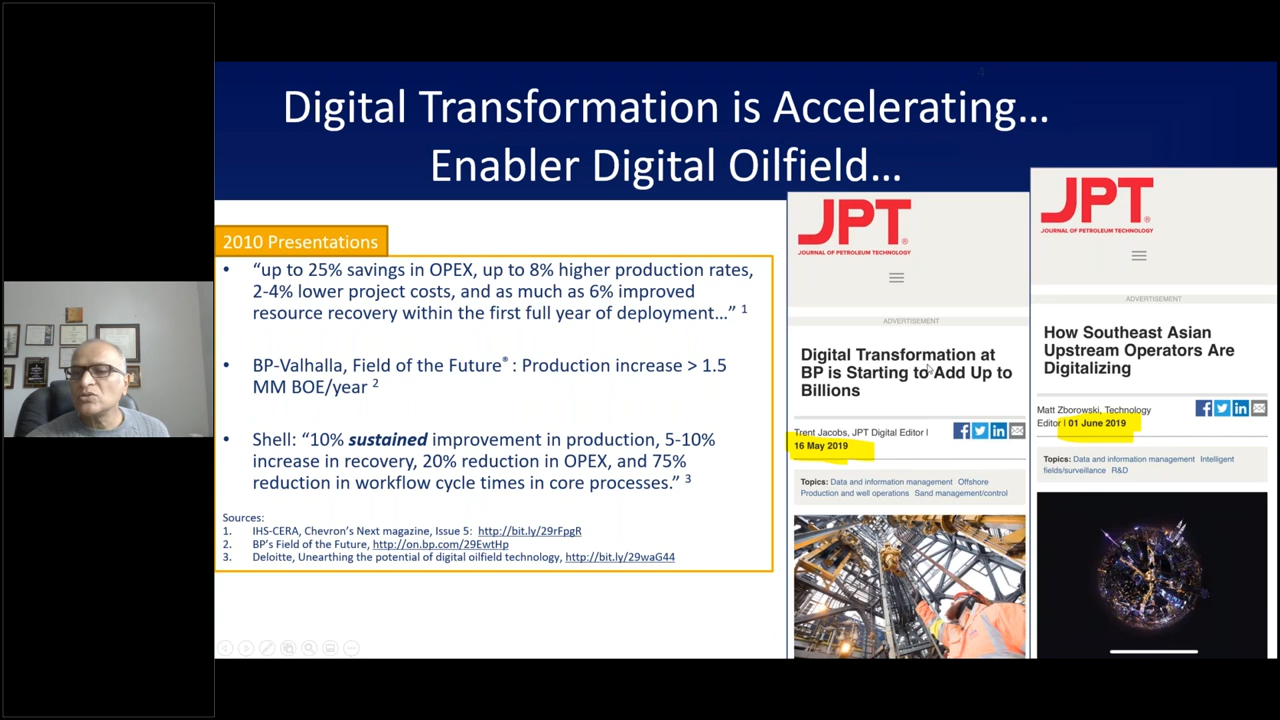 4
Digital Transformation is Accelerating…
Enabler Digital Oilfield…
2010 Presentations
• “up to 25% savings in OPEX, up to 8% higher production rates,
2-4% lower project costs, and as much as 6% improved
resource recovery within the first full year of deployment…” 1
• BP-Valhalla, Field of the Future® : Production increase > 1.5
MM BOE/year 2
• Shell: “10% sustained improvement in production, 5-10%
increase in recovery, 20% reduction in OPEX, and 75%
reduction in workflow cycle times in core processes.” 3
Sources:
1. IHS-CERA, Chevron’s Next magazine, Issue 5: http://bit.ly/29rFpgR
2. BP’s Field of the Future, http://on.bp.com/29EwtHp
3. Deloitte, Unearthing the potential of digital oilfield technology, http://bit.ly/29waG44
JPT®
JOURNAL OF PETROLEUM TECHNOLOGY
ADVERTISEMENT
Digital Transformation at
BP is Starting to Add Up to
Billions
Trent Jacobs, JPT Digital Editor |
16 May 2019
Topics: Data and information management Offshore
Production and well operations Sand management/control
JPT®
JOURNAL OF PETROLEUM TECHNOLOGY
ADVERTISEMENT
How Southeast Asian
Upstream Operators Are
Digitalizing
Matt Zborowski, Technology
Editor | 01 June 2019
Topics: Data and information management Intelligent
fields/surveillance R&D